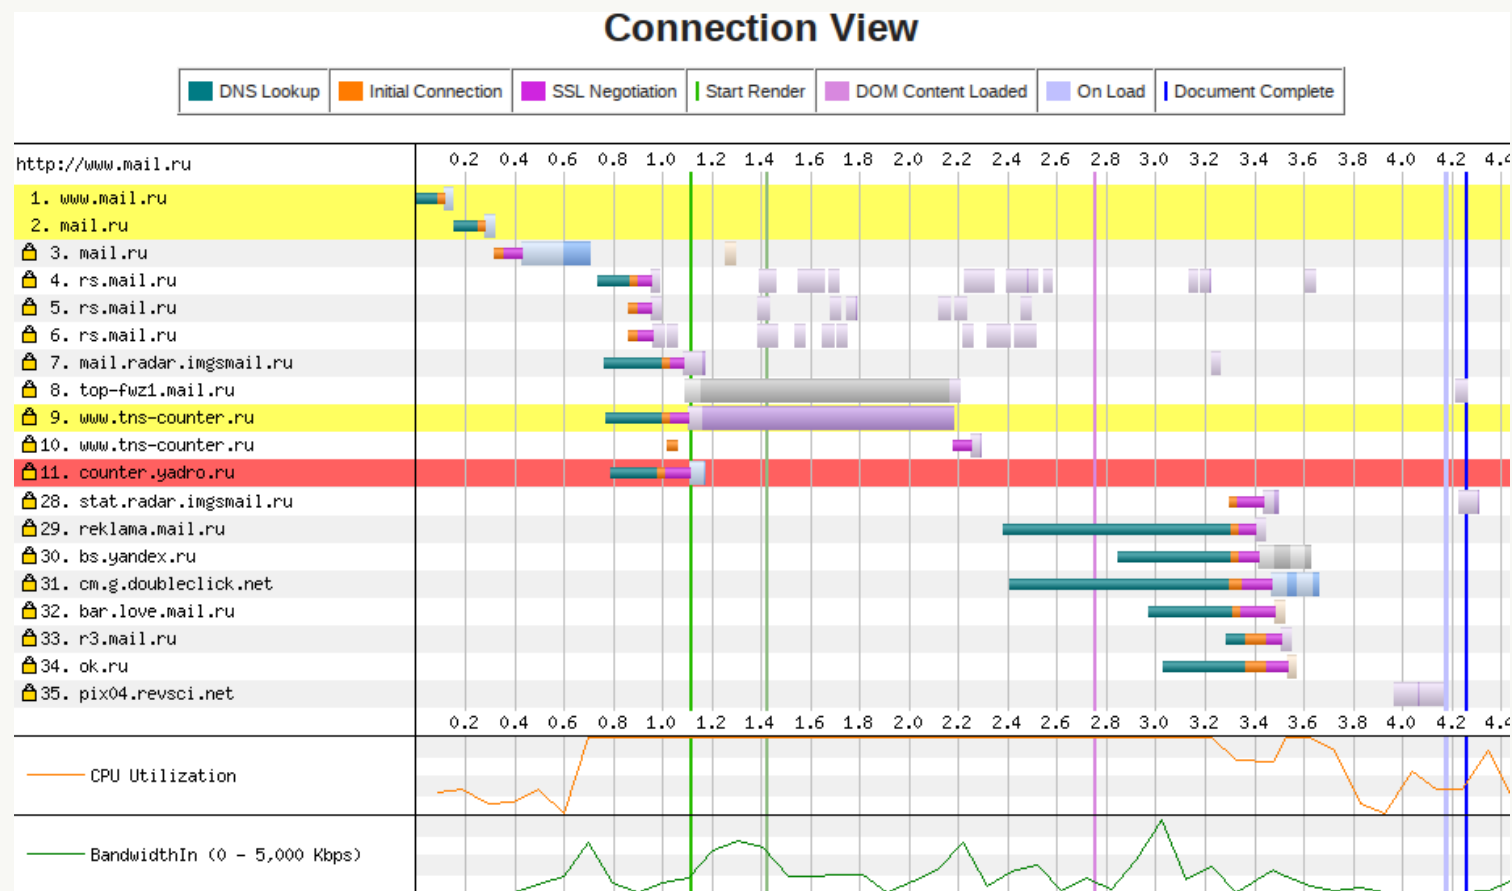 Connection View
DNS Lookup Initial Connection SSL Negotiation Start Render DOM Content Loaded On Load Document Complete
http://www.mail.ru 0.2 0.4 0.6 0.8 1.0 1.2 1.4 1.6 1.8 2.0 2.2 2.4 2.6 2.8 3.0 3.2 3.4 3.6 3.8 4.0 4.2 4.4
1. www.mail.ru
2. mail.ru
3. mail.ru
4. rs.mail.ru
5. rs.mail.ru
6. rs.mail.ru
7. mail.radar.imgsmail.ru
8. top-fwz1.mail.ru
9. www.tns-counter.ru
10. www.tns-counter.ru
11. counter.yadro.ru
28. stat.radar.imgsmail.ru
29. reklama.mail.ru
30. bs.yandex.ru
31. cm.g.doubleclick.net
32. bar.love.mail.ru
33. r3.mail.ru
34. ok.ru
35. pix04.revsci.net
0.2 0.4 0.6 0.8 1.0 1.2 1.4 1.6 1.8 2.0 2.2 2.4 2.6 2.8 3.0 3.2 3.4 3.6 3.8 4.0 4.2 4.4
CPU Utilization
BandwidthIn (0 - 5,000 Kbps)